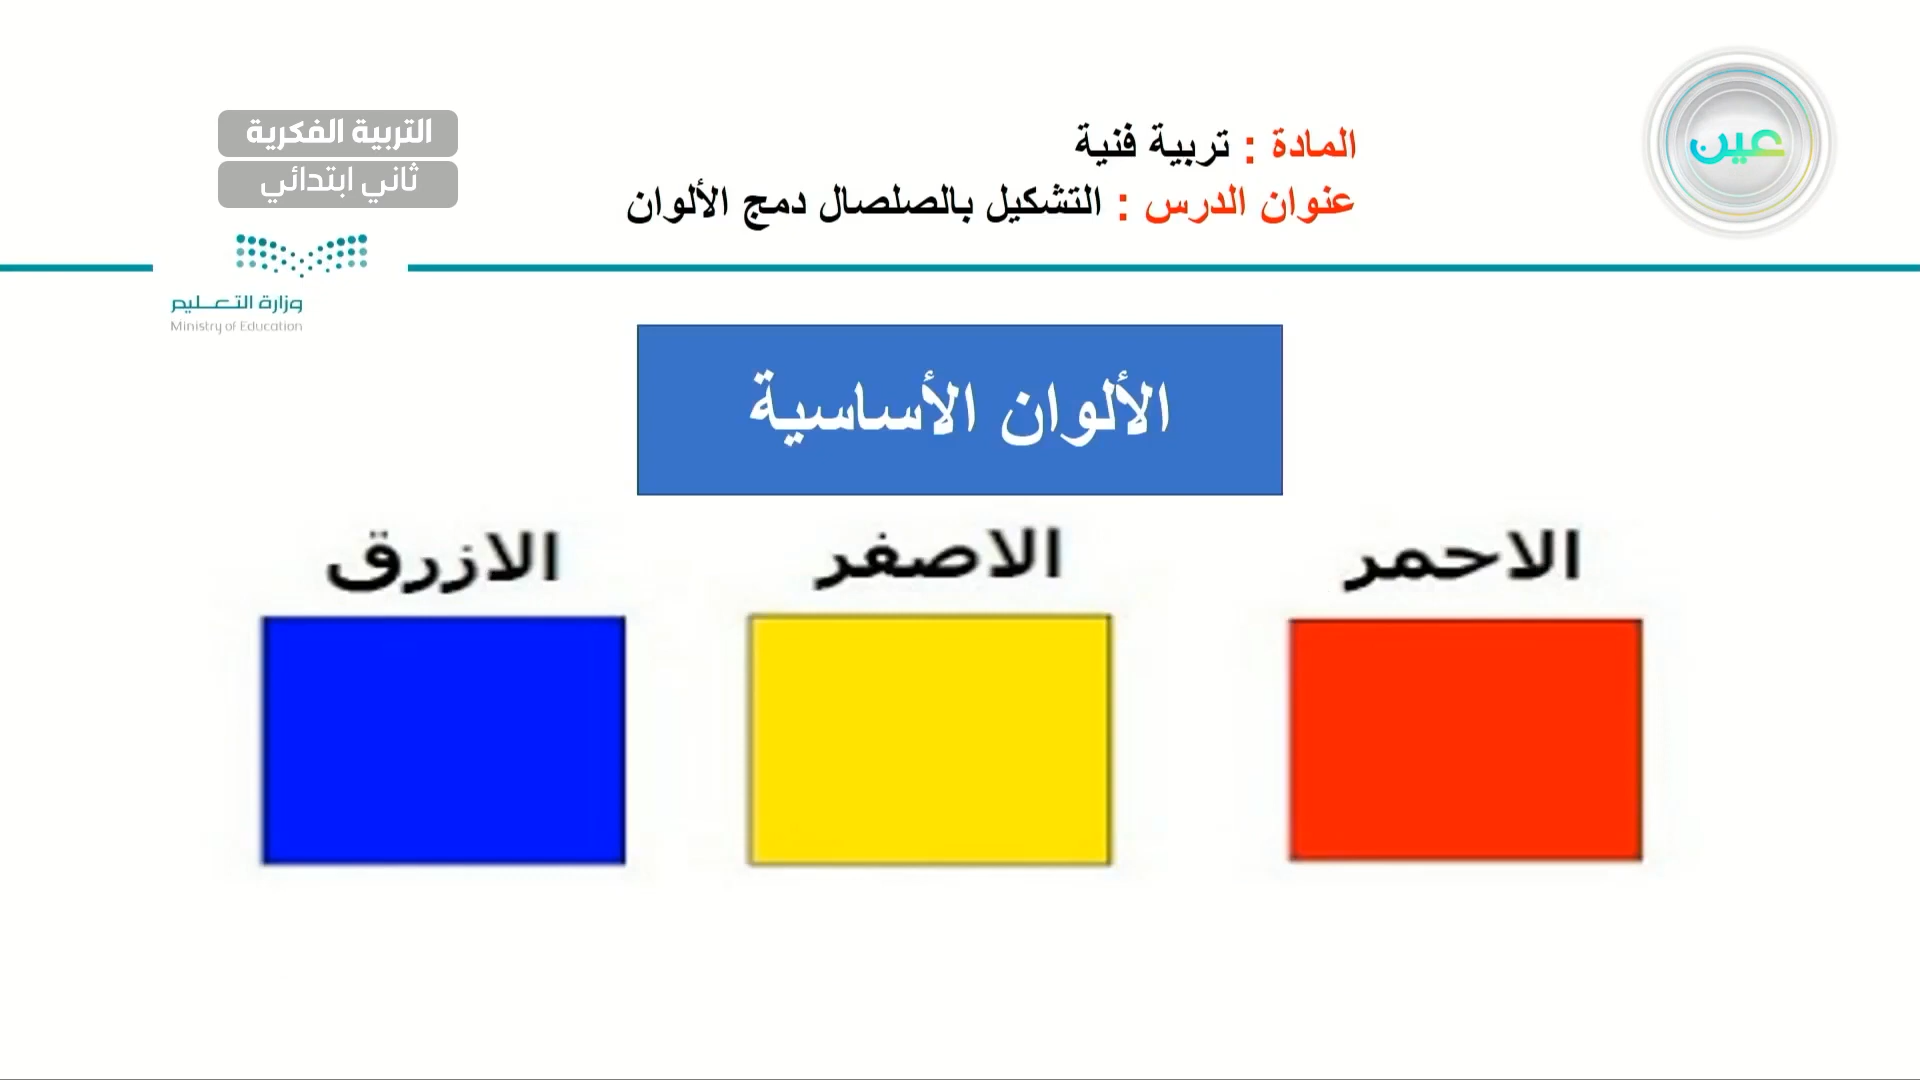 عين
المادة : تربية فنية
عنوان الدرس : التشكيل بالصلصال دمج الألوان
التربية الفكرية
ثاني ابتدائي
وزارة التعـليم
Ministry of Education
الألوان الأساسية
الاحمر
الاصفر
الازرق